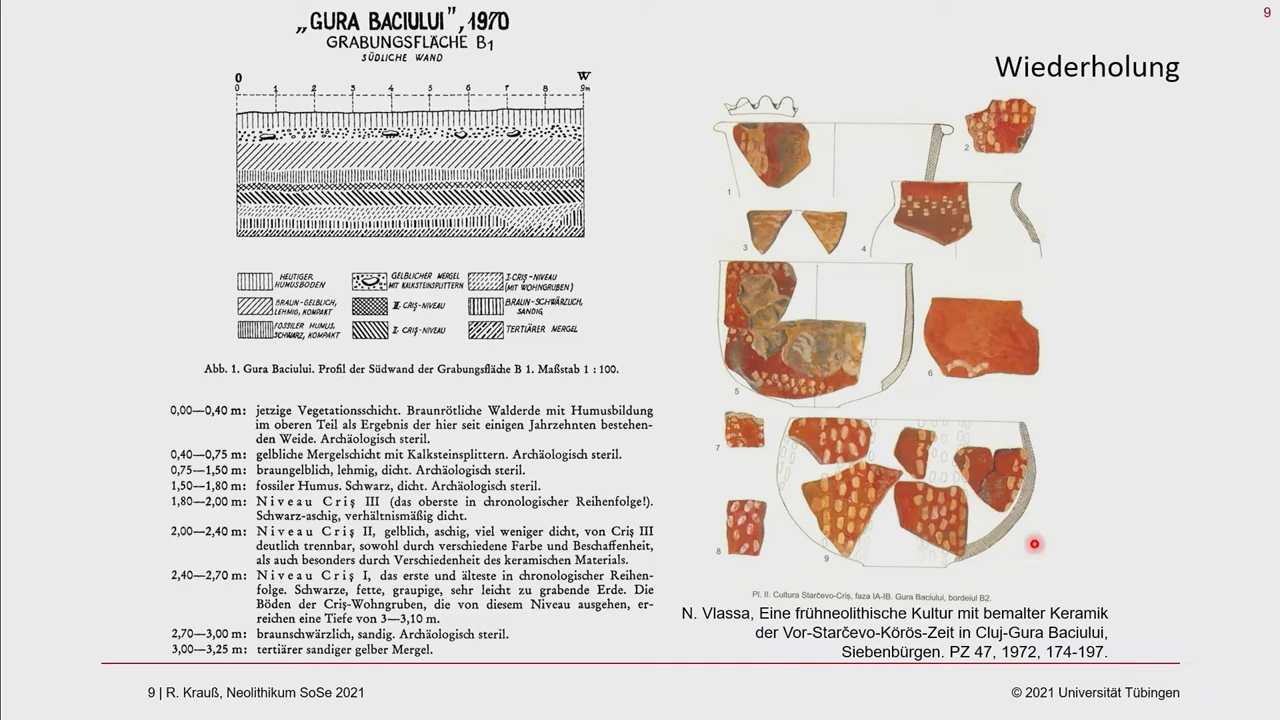 9
„GURA BACIULUI”, 1970
GRABUNGSFLÄCHE B1
SÜDLICHE WAND
O W
0 1 2 3 4 5 6 7 8 9m
HEUTIGER HUMUSBODEN
GELBLICHER MERGEL MIT KALKSTEINSPLITTERN
I-CRIŞ-NIVEAU (MIT WOHNGRUBEN)
BRAUN-GELBLICH, LEHMIG, KOMPAKT
III-CRIŞ-NIVEAU
BRAUN-SCHWÄRZLICH, SANDIG
FOSSILER HUMUS, SCHWARZ, KOMPAKT
II-CRIŞ-NIVEAU
TERTIÄRER MERGEL
Abb. 1. Gura Baciului. Profil der Südwand der Grabungsfläche B 1. Maßstab 1 : 100.
0,00—0,40 m: jetzige Vegetationsschicht. Braunrötliche Walderde mit Humusbildung
im oberen Teil als Ergebnis der hier seit einigen Jahrzehnten bestehen-
den Weide. Archäologisch steril.
0,40—0,75 m: gelbliche Mergelschicht mit Kalksteinsplittern. Archäologisch steril.
0,75—1,50 m: braungelblich, lehmig, dicht. Archäologisch steril.
1,50—1,80 m: fossiler Humus. Schwarz, dicht. Archäologisch steril.
1,80—2,00 m: Niveau Criş III (das oberste in chronologischer Reihenfolge!).
Schwarz-aschig, verhältnismäßig dicht.
2,00—2,40 m: Niveau Criş II, gelblich, aschig, viel weniger dicht, von Criş III
deutlich trennbar, sowohl durch verschiedene Farbe und Beschaffenheit,
als auch besonders durch Verschiedenheit des keramischen Materials.
2,40—2,70 m: Niveau Criş I, das erste und älteste in chronologischer Reihen-
folge. Schwarze, fette, graupige, sehr leicht zu grabende Erde. Die
Böden der Criş-Wohngruben, die von diesem Niveau ausgehen, er-
reichen eine Tiefe von 3—3,10 m.
2,70—3,00 m: braunschwärzlich, sandig. Archäologisch steril.
3,00—3,25 m: tertiärer sandiger gelber Mergel.
Wiederholung
1
2
3
4
5
6
7
8
9
Pl. II. Cultura Starčevo-Criş, faza IA-IB. Gura Baciului, bordeiul B2.
N. Vlassa, Eine frühneolithische Kultur mit bemalter Keramik
der Vor-Starčevo-Körös-Zeit in Cluj-Gura Baciului,
Siebenbürgen. PZ 47, 1972, 174-197.
9 | R. Krauß, Neolithikum SoSe 2021
© 2021 Universität Tübingen